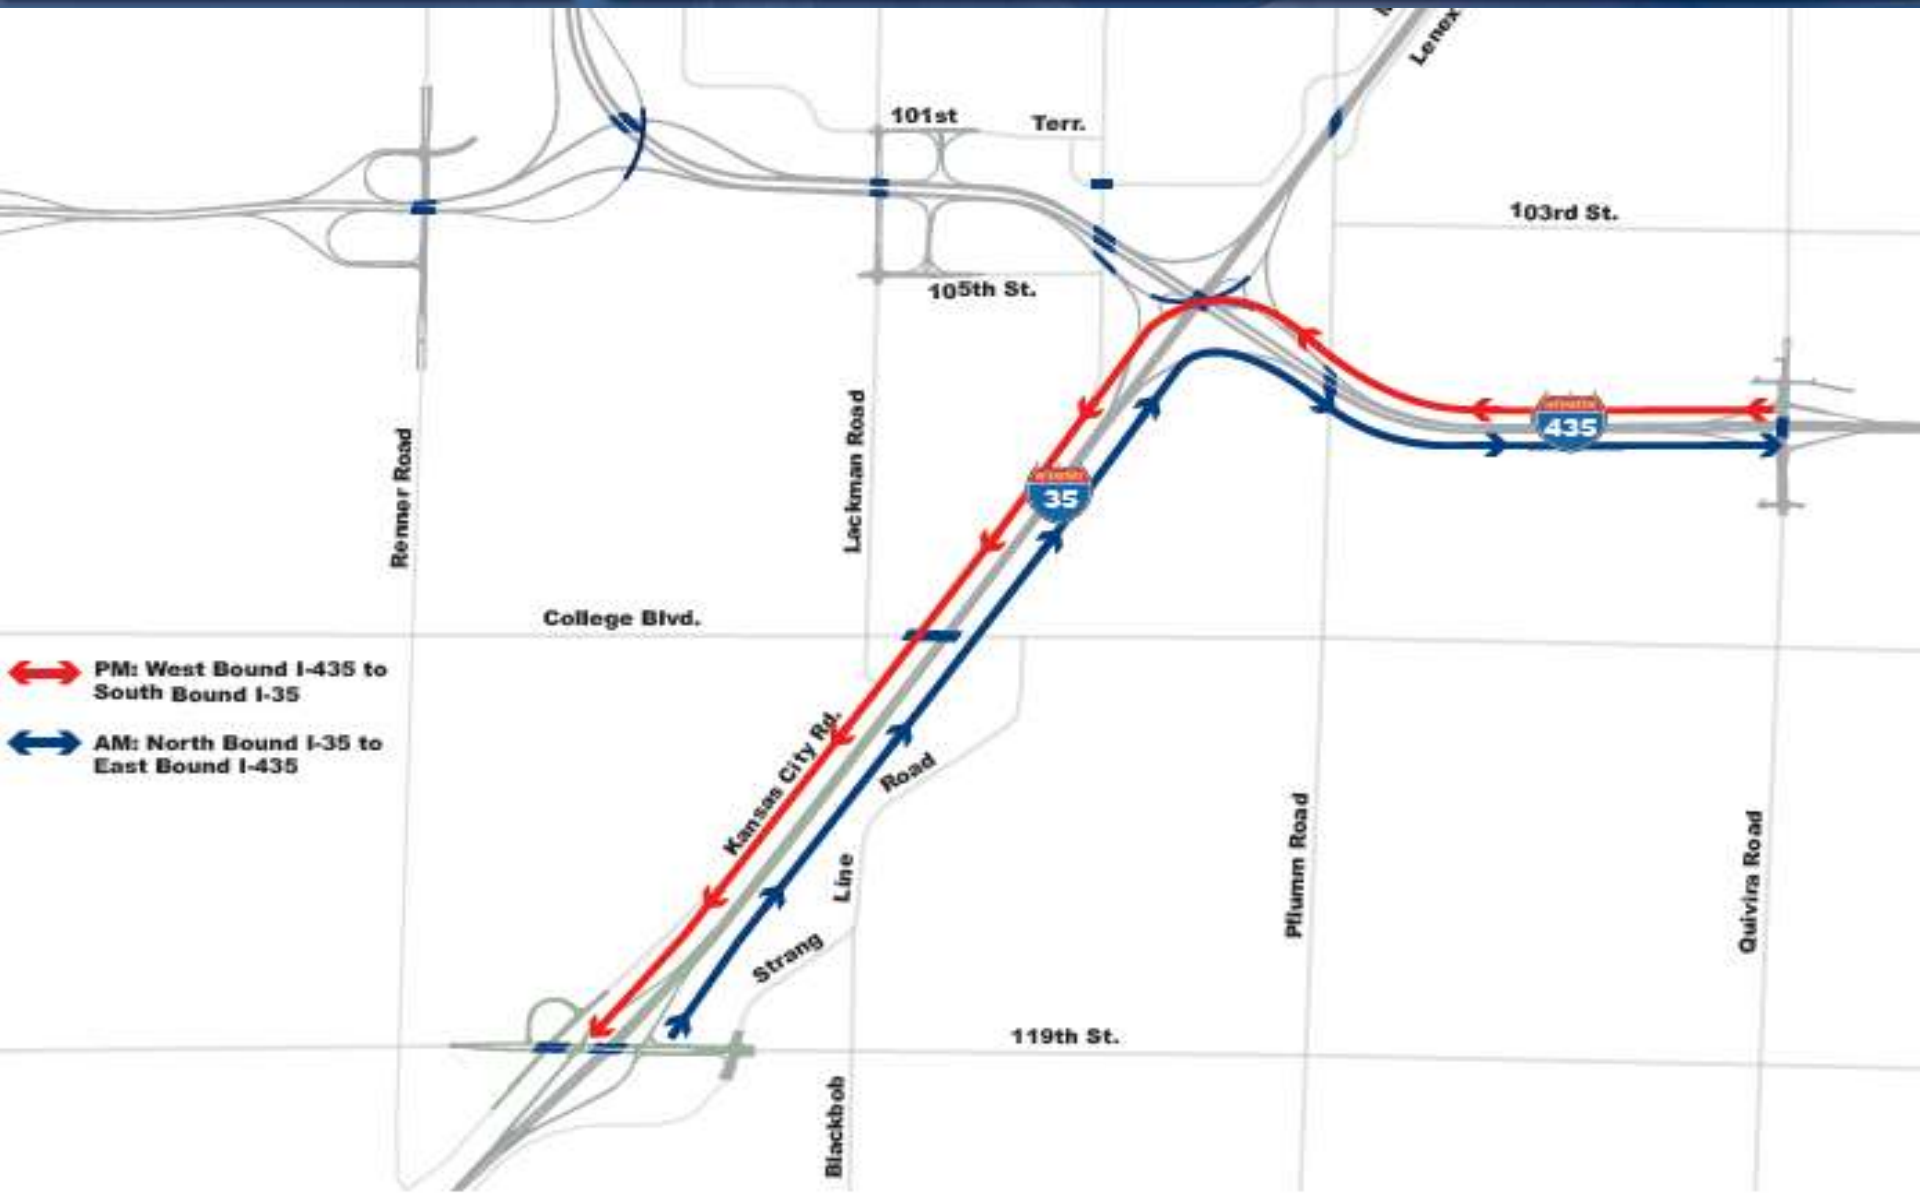 Lenex
101st
Terr.
103rd St.
105th St.
INTERSTATE
435
Renner Road
Lackman Road
INTERSTATE
35
College Blvd.
PM: West Bound I-435 to
South Bound I-35
AM: North Bound I-35 to
East Bound I-435
Kansas City Rd.
Strang
Line
Road
Pflumm Road
Quivira Road
119th St.
Blackbob